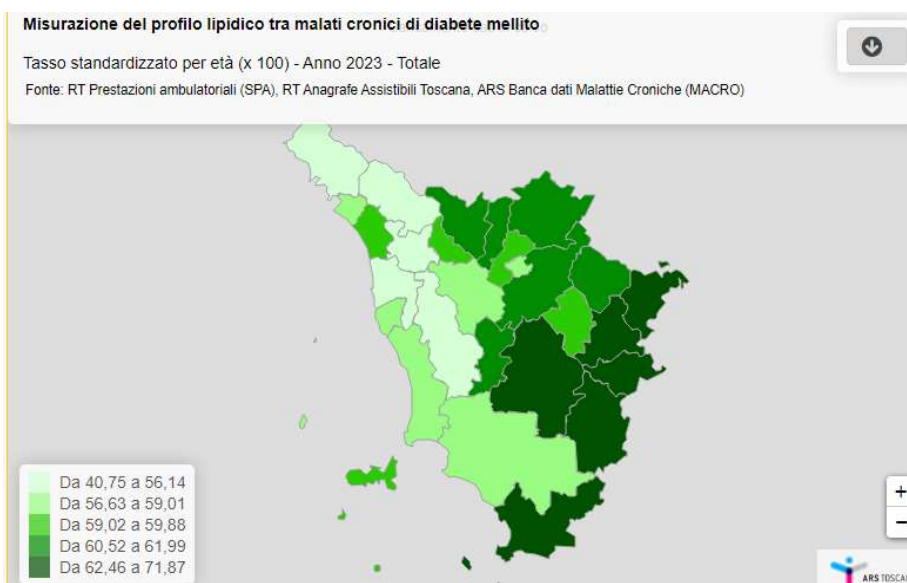 Misurazione del profilo lipidico tra malati cronici di diabete mellito
Tasso standardizzato per età (x 100) - Anno 2023 - Totale
Fonte: RT Prestazioni ambulatoriali (SPA), RT Anagrafe Assistibili Toscana, ARS Banca dati Malattie Croniche (MACRO)
Da 40,75 a 56,14
Da 56,63 a 59,01
Da 59,02 a 59,88
Da 60,52 a 61,99
Da 62,46 a 71,87
+
−
ARS TOSCA